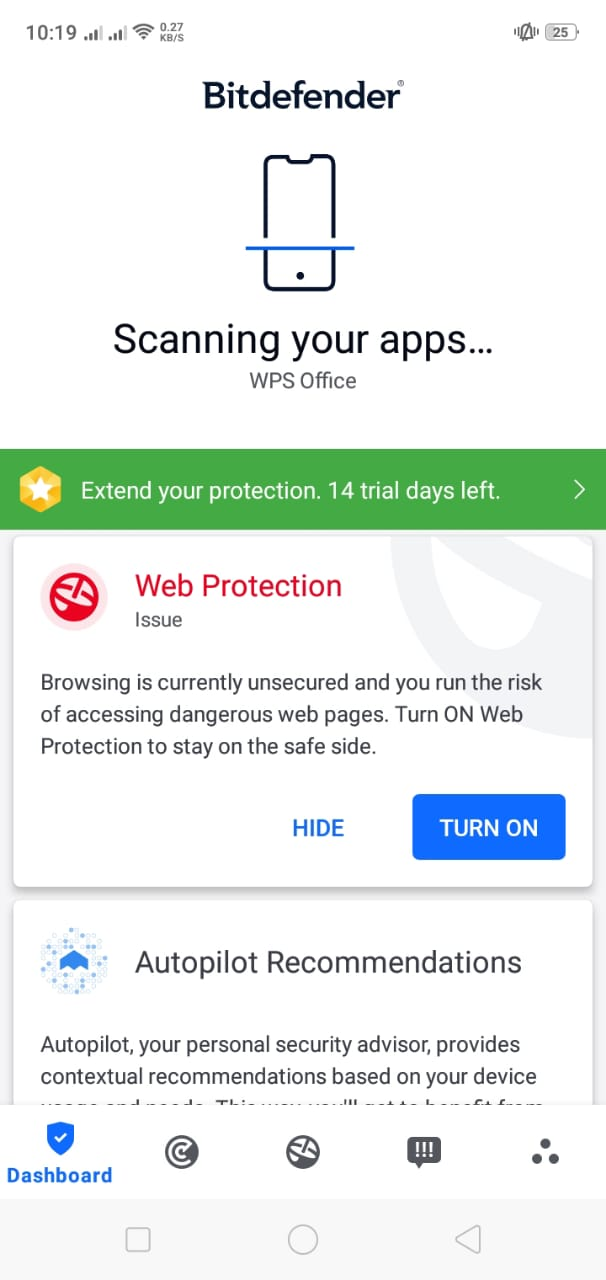 10:19
0.27
KB/S
25
Bitdefender®
Scanning your apps...
WPS Office
Extend your protection. 14 trial days left.
Web Protection
Issue
Browsing is currently unsecured and you run the risk
of accessing dangerous web pages. Turn ON Web
Protection to stay on the safe side.
HIDE
TURN ON
Autopilot Recommendations
Autopilot, your personal security advisor, provides
contextual recommendations based on your device
!!!
Dashboard